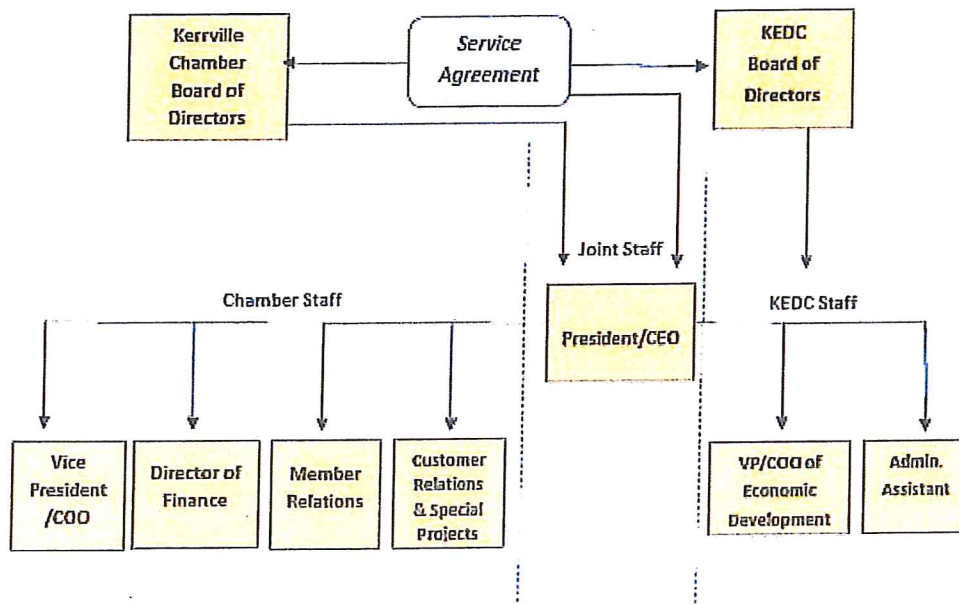 Kerrville
Chamber
Board of
Directors
Service
Agreement
KEDC
Board of
Directors
Joint Staff
Chamber Staff
President/CEO
KEDC Staff
Vice
President
/COO
Director of
Finance
Member
Relations
Customer
Relations
& Special
Projects
VP/COO of
Economic
Development
Admin.
Assistant